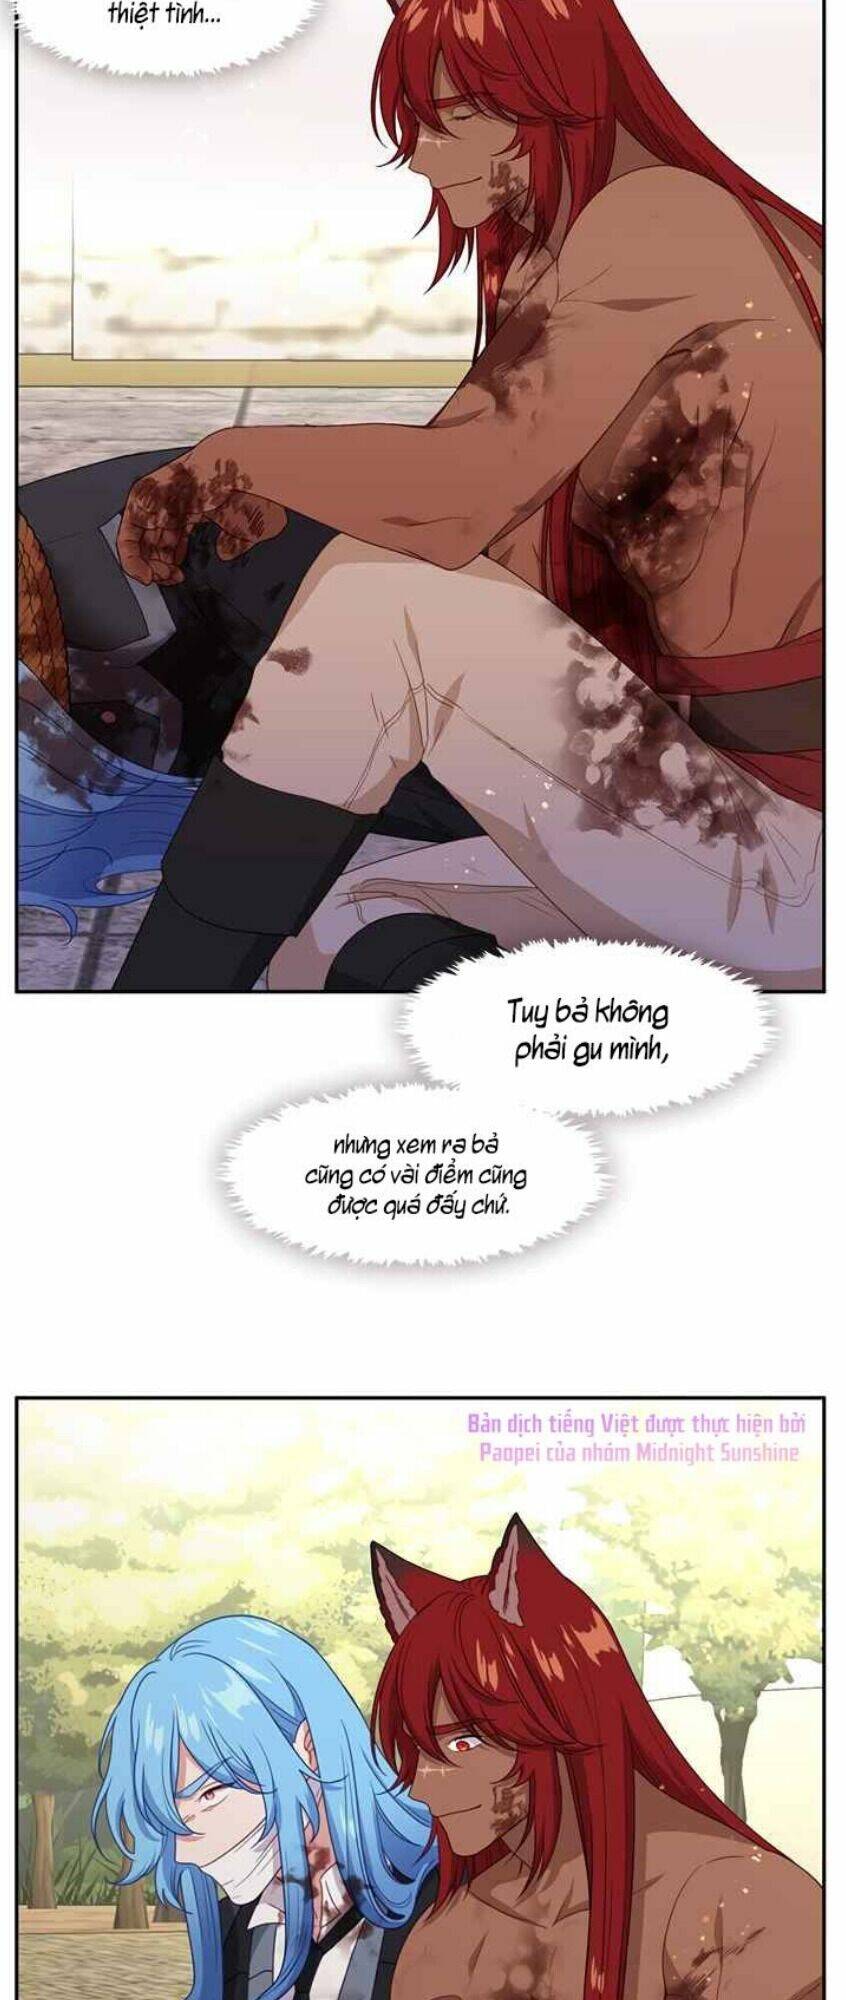 thiệt tình...
Tuy bả không
phải gu mình,
nhưng xem ra bả
cũng có vài điểm cũng
được quá đấy chứ.
Bản dịch tiếng Việt được thực hiện bởi
Paopei của nhóm Midnight Sunshine